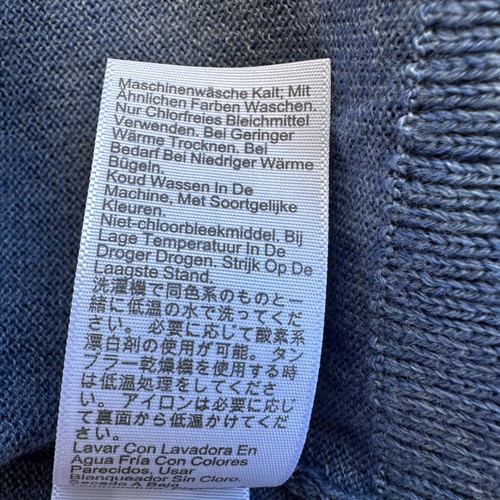 Maschinenwäsche Kalt; Mit
Ähnlichen Farben Waschen.
Nur Chlorfreies Bleichmittel
Verwenden. Bei Geringer
Wärme Trocknen. Bei
Bedarf Bei Niedriger Wärme
Bügeln.
Koud Wassen In De
Machine, Met Soortgelijke
Kleuren.
Niet-chloorbleekmiddel, Bij
Lage Temperatuur In De
Droger Drogen. Strijk Op De
Laagste Stand.
洗濯機で同色系のものと一
緒に低温の水で洗ってくだ
さい。 必要に応じて酸素系
漂白剤の使用が可能。 タン
ブラー乾燥機を使用する時
は低温処理をしてくださ
い。 アイロンは必要に応じ
て裏面から低温かけてくだ
さい。
Lavar Con Lavadora En
Agua Fría Con Colores
Parecidos, Usar
Blanqueador Sin Cloro.
Secado A Baja